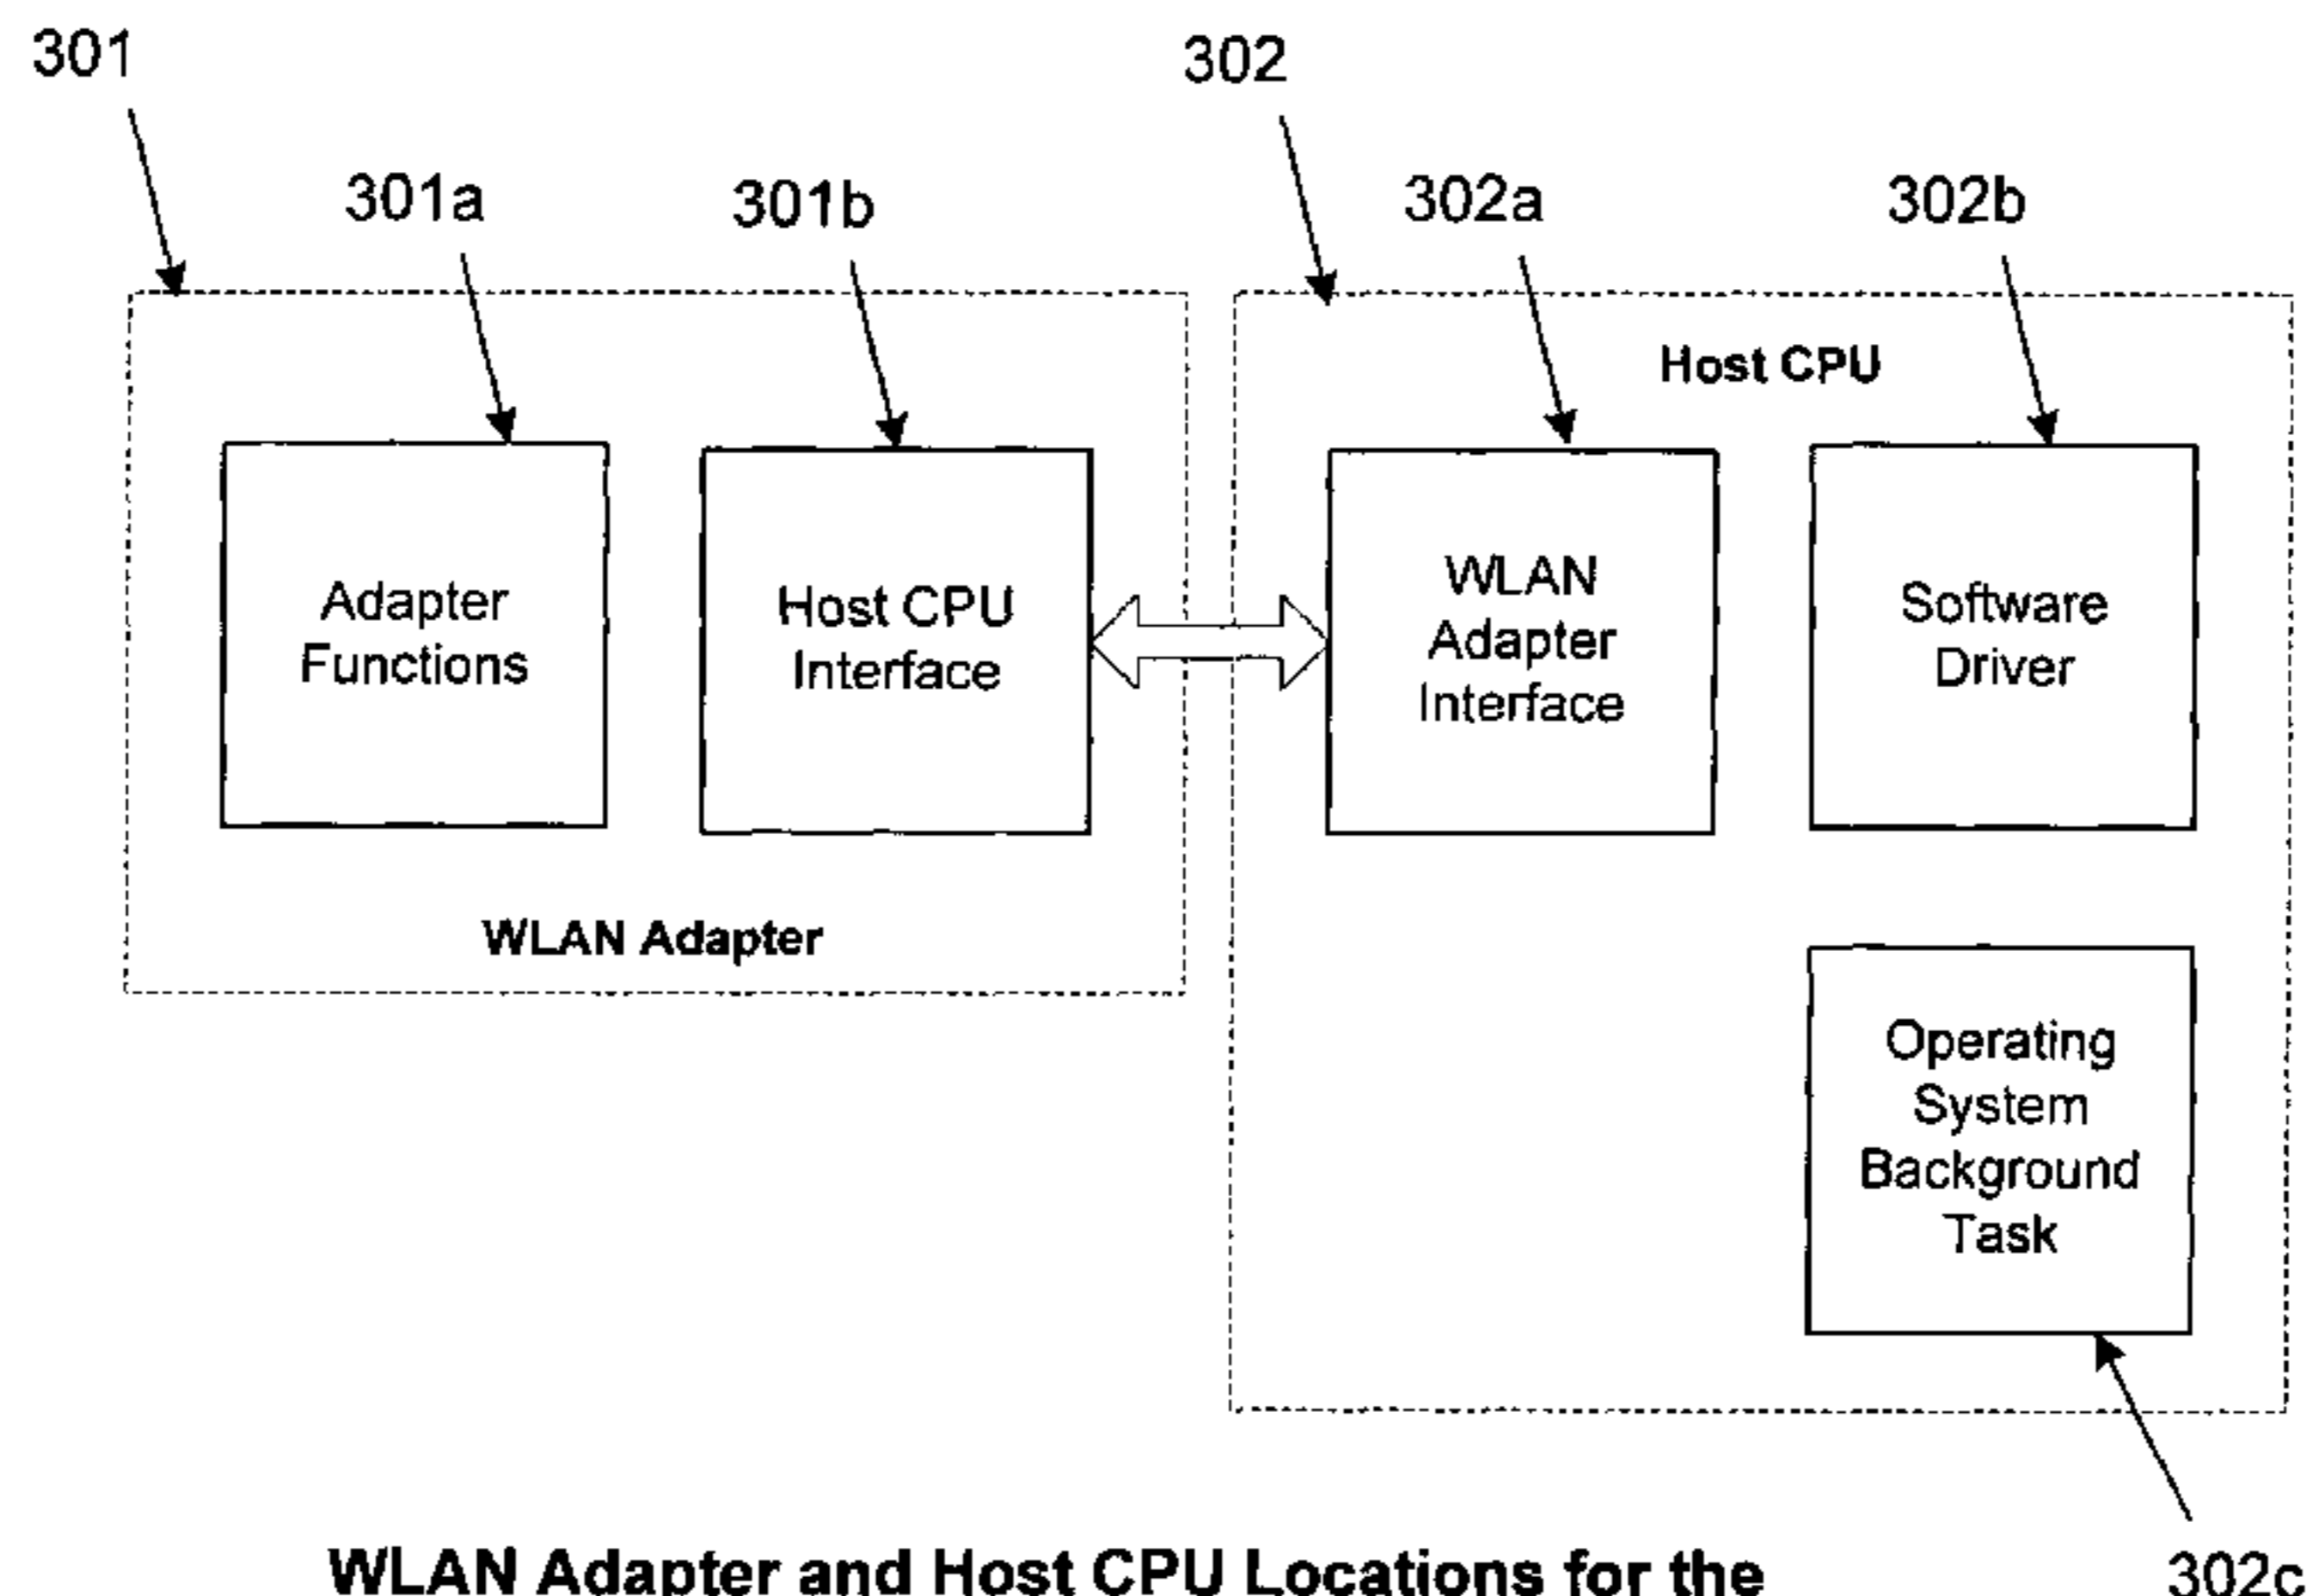 301
302
301a
301b
302a
302b
Host CPU
Adapter
Functions
Host CPU
Interface
WLAN
Adapter
Interface
Software
Driver
WLAN Adapter
Operating
System
Background
Task
WLAN Adapter and Host CPU Locations for the
302c